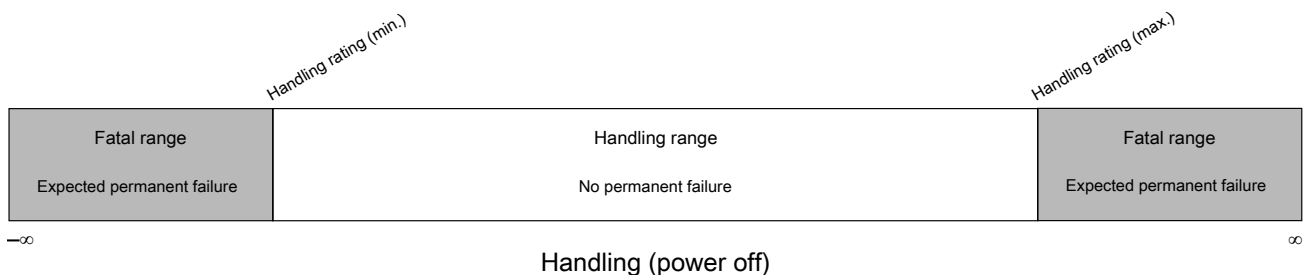 Handling rating (min.)
Handling rating (max.)
Fatal range
Handling range
Fatal range
Expected permanent failure
No permanent failure
Expected permanent failure
–∞
∞
Handling (power off)